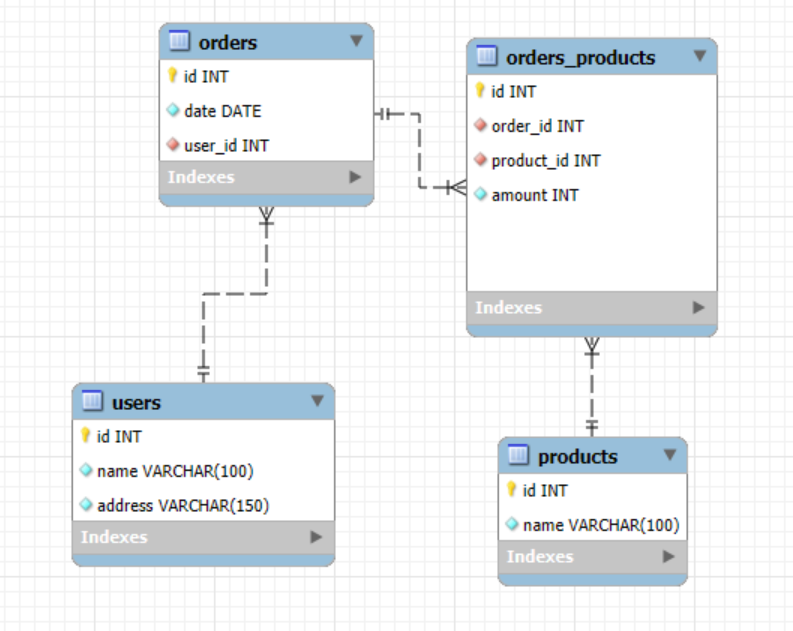 orders
id INT
date DATE
user_id INT
Indexes
orders_products
id INT
order_id INT
product_id INT
amount INT
Indexes
users
id INT
name VARCHAR(100)
address VARCHAR(150)
Indexes
products
id INT
name VARCHAR(100)
Indexes